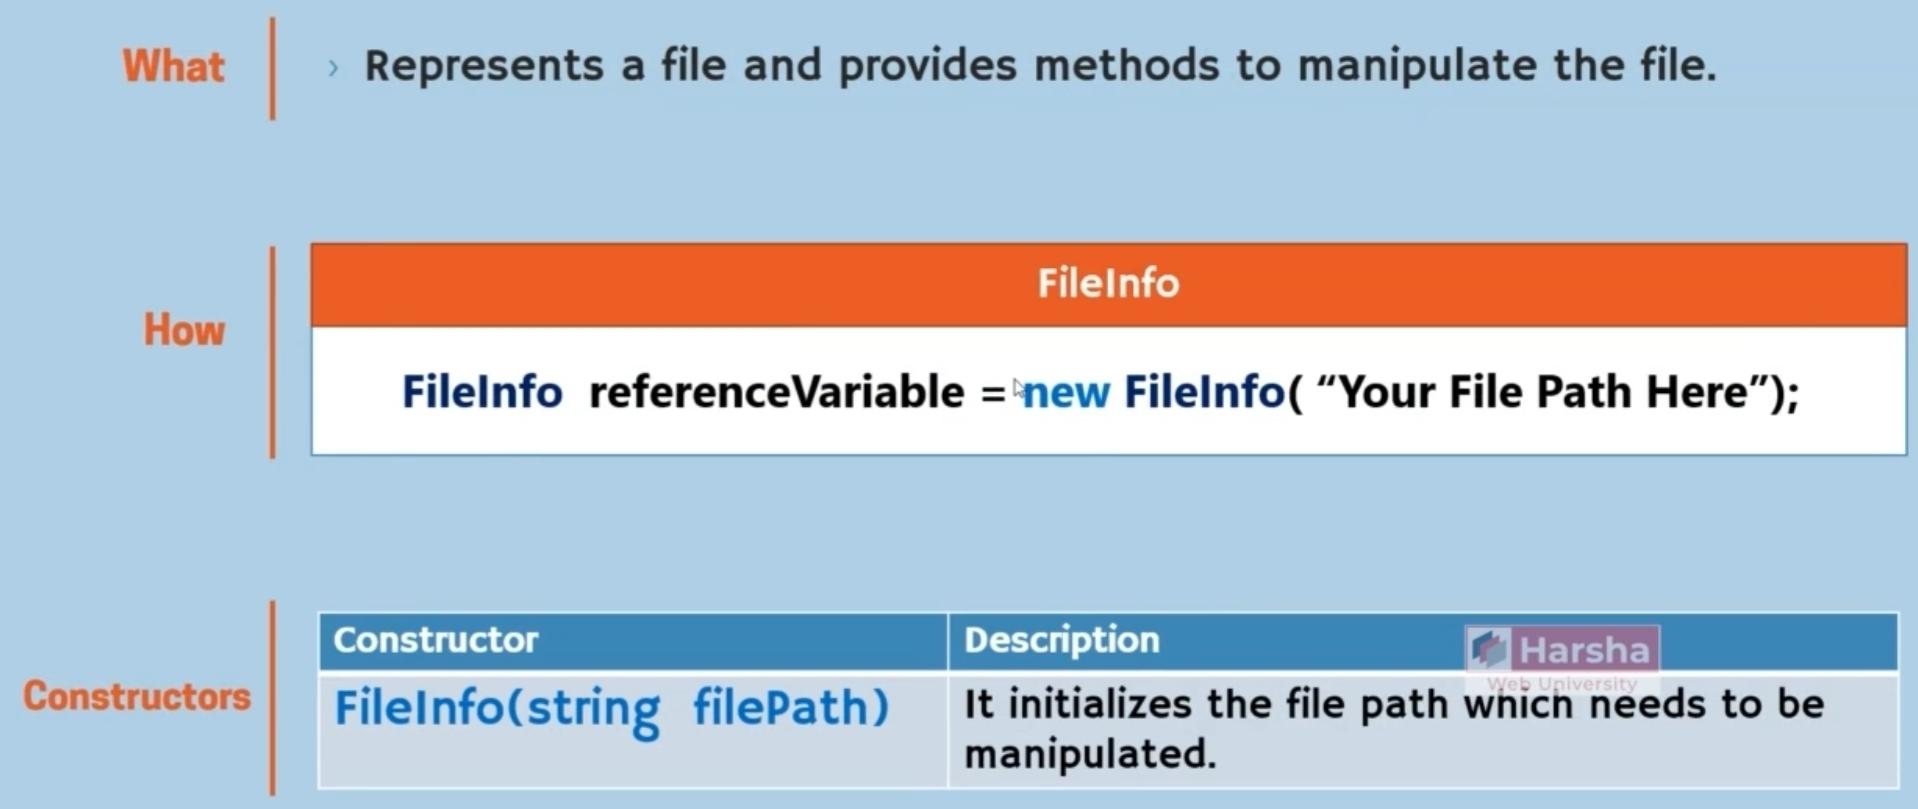 What
› Represents a file and provides methods to manipulate the file.
How
FileInfo
FileInfo referenceVariable = new FileInfo( “Your File Path Here”);
Constructors
Constructor
Description
Harsha
Web University
FileInfo(string filePath)
It initializes the file path which needs to be
manipulated.